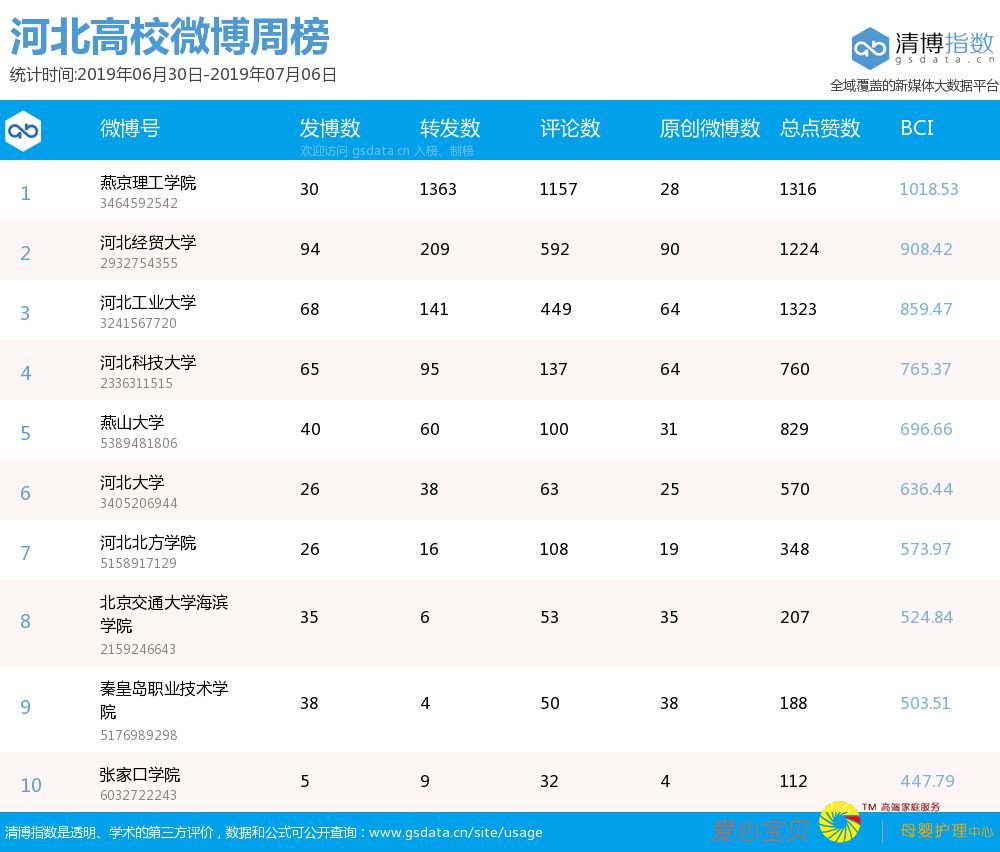 河北高校微博周榜
统计时间:2019年06月30日-2019年07月06日
清博指数
gsdata.cn
全域覆盖的新媒体大数据平台
微博号 发博数 转发数 评论数 原创微博数 总点赞数 BCI
欢迎访问 gsdata.cn 入榜、制榜
1 燕京理工学院 30 1363 1157 28 1316 1018.53
3464592542
2 河北经贸大学 94 209 592 90 1224 908.42
2932754355
3 河北工业大学 68 141 449 64 1323 859.47
3241567720
4 河北科技大学 65 95 137 64 760 765.37
2336311515
5 燕山大学 40 60 100 31 829 696.66
5389481806
6 河北大学 26 38 63 25 570 636.44
3405206944
7 河北北方学院 26 16 108 19 348 573.97
5158917129
8 北京交通大学海滨 35 6 53 35 207 524.84
学院
2159246643
9 秦皇岛职业技术学 38 4 50 38 188 503.51
院
5176989298
10 张家口学院 5 9 32 4 112 447.79
6032722243
清博指数是透明、学术的第三方评价，数据和公式可公开查询：www.gsdata.cn/site/usage
爱心宝贝 TM 高端家庭服务
母婴护理中心